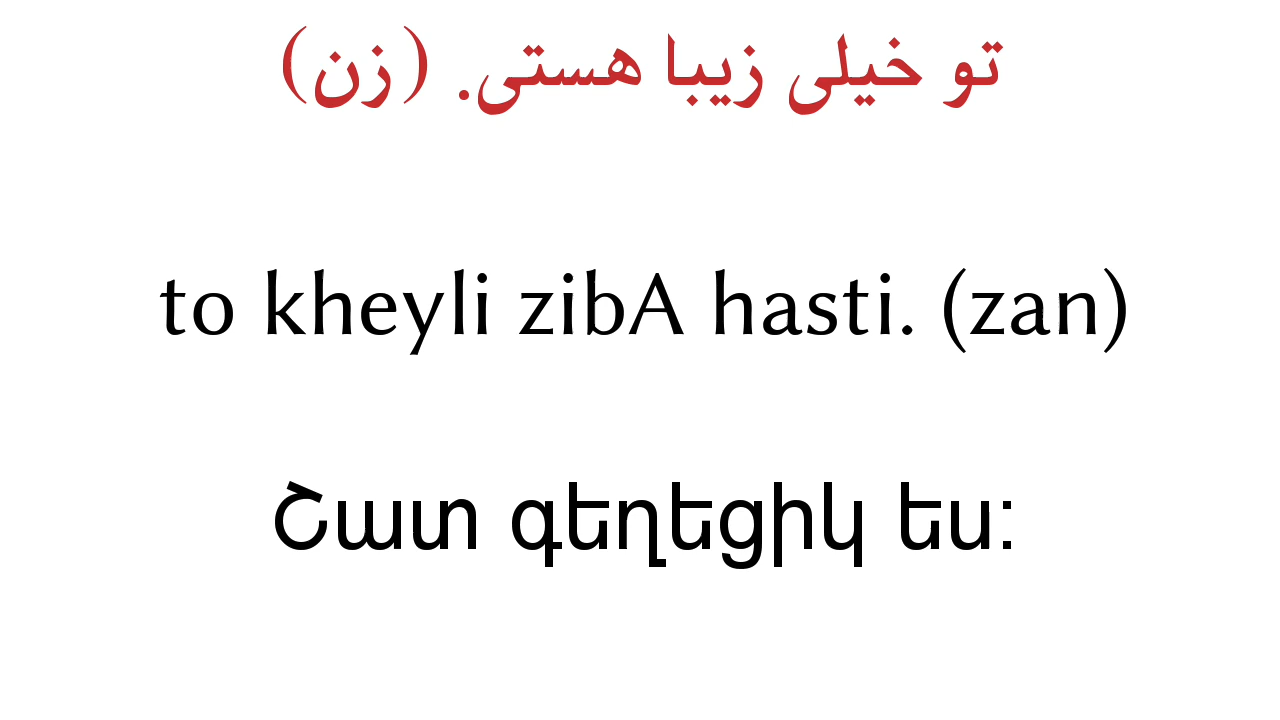 تو خیلی زیبا هستی. (زن)
to kheyli zibA hasti. (zan)
Շատ գեղեցիկ ես։